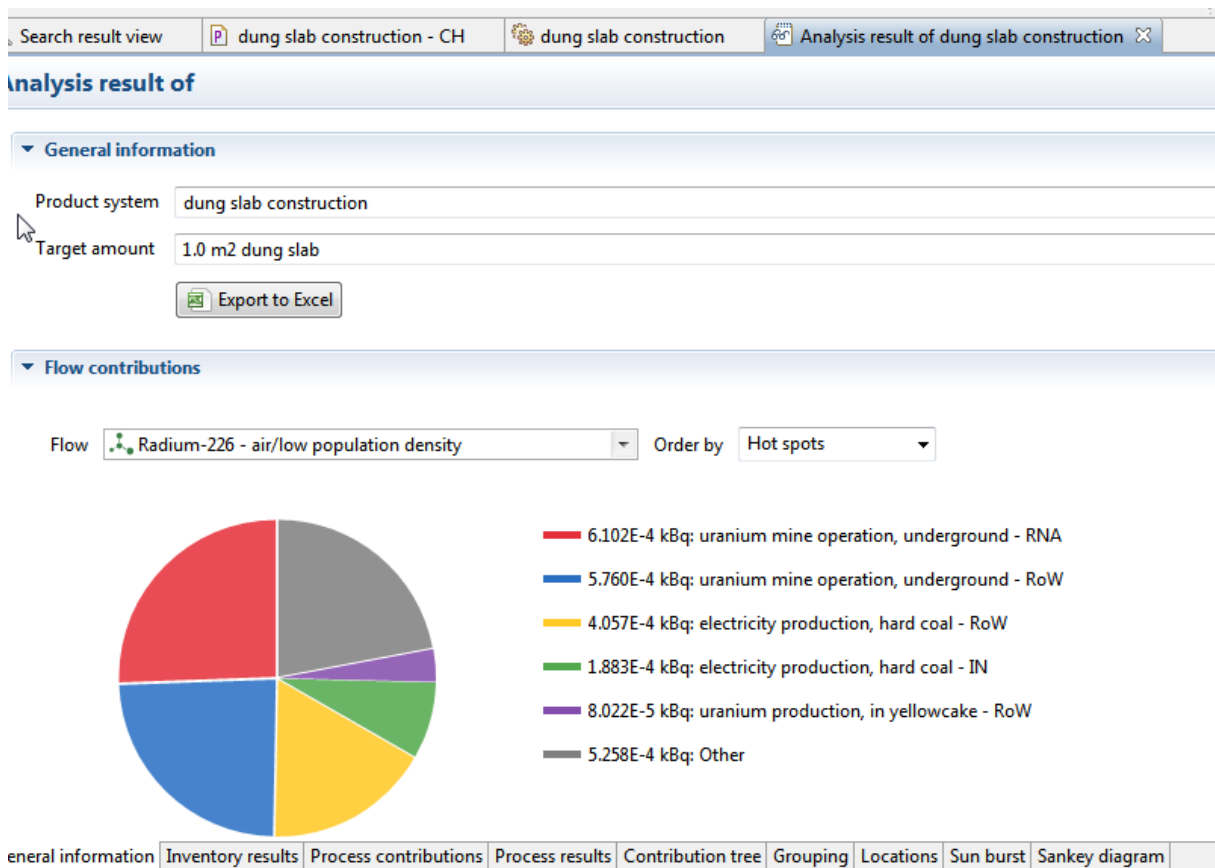 Search result view dung slab construction - CH dung slab construction Analysis result of dung slab construction
Analysis result of
General information
Product system dung slab construction
Target amount 1.0 m2 dung slab
Export to Excel
Flow contributions
Flow Radium-226 - air/low population density Order by Hot spots
6.102E-4 kBq: uranium mine operation, underground - RNA
5.760E-4 kBq: uranium mine operation, underground - RoW
4.057E-4 kBq: electricity production, hard coal - RoW
1.883E-4 kBq: electricity production, hard coal - IN
8.022E-5 kBq: uranium production, in yellowcake - RoW
5.258E-4 kBq: Other
eneral information Inventory results Process contributions Process results Contribution tree Grouping Locations Sun burst Sankey diagram